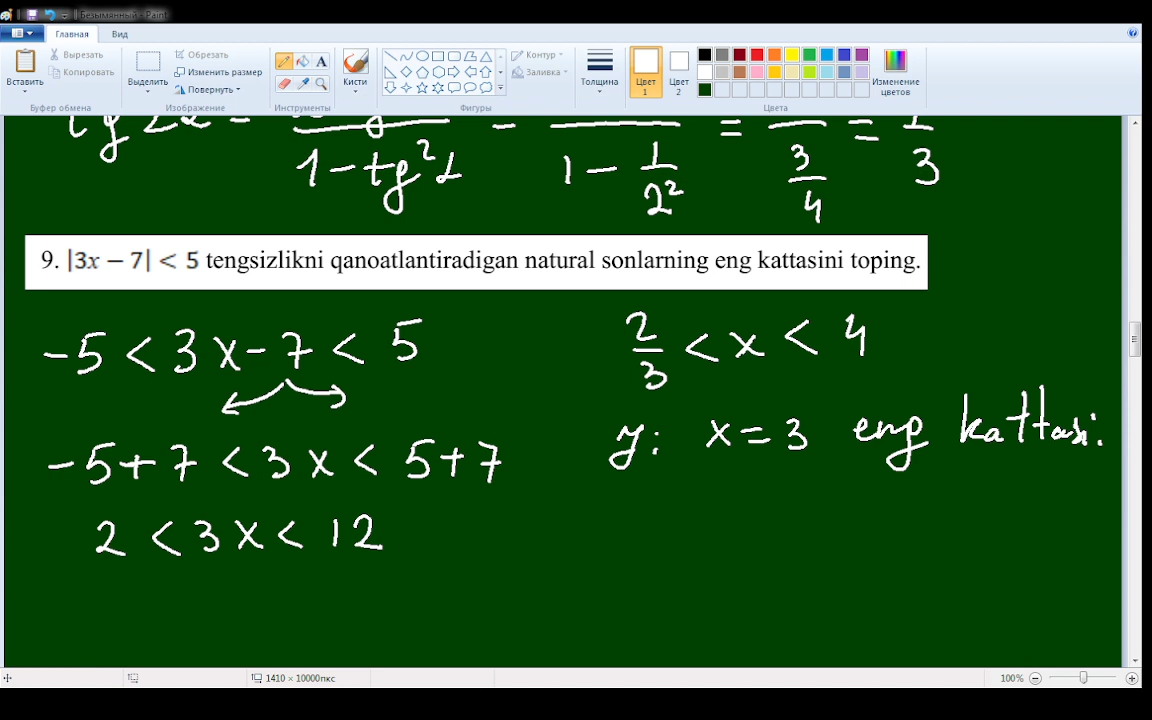 Безымянный - Paint
Главная Вид
Вставить
Вырезать
Копировать
Буфер обмена
Выделить
Обрезать
Изменить размер
Повернуть
Изображение
Инструменты
Кисти
Контур
Заливка
Фигуры
Толщина
Цвет 1
Цвет 2
Изменение цветов
Цвета
1 - tg²α
1 - 1/2²
= 3/4 = 1/3
9. |3x − 7| < 5 tengsizlikni qanoatlantiradigan natural sonlarning eng kattasini toping.
-5 < 3x - 7 < 5
-5+7 < 3x < 5+7
2 < 3x < 12
2/3 < x < 4
y: x = 3 eng kattasi.
1410 × 10000пкс
100%